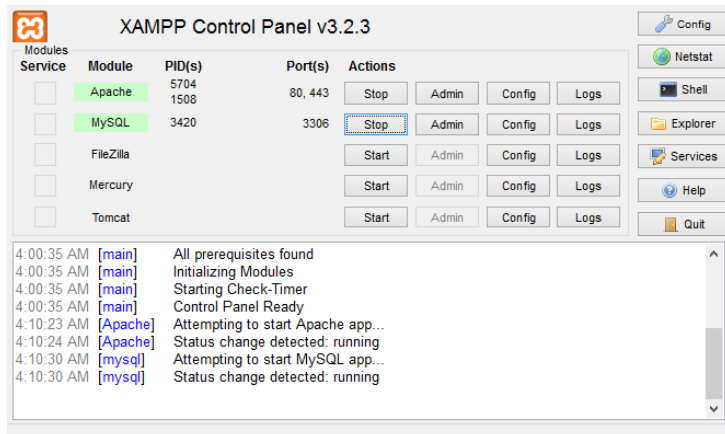 XAMPP Control Panel v3.2.3
Config
Modules
Service Module PID(s) Port(s) Actions
Netstat
Apache 5704 1508 80, 443 Stop Admin Config Logs
Shell
MySQL 3420 3306 Stop Admin Config Logs
Explorer
FileZilla Start Admin Config Logs
Services
Mercury Start Admin Config Logs
Help
Tomcat Start Admin Config Logs
Quit
4:00:35 AM [main] All prerequisites found
4:00:35 AM [main] Initializing Modules
4:00:35 AM [main] Starting Check-Timer
4:00:35 AM [main] Control Panel Ready
4:10:23 AM [Apache] Attempting to start Apache app...
4:10:24 AM [Apache] Status change detected: running
4:10:30 AM [mysql] Attempting to start MySQL app...
4:10:30 AM [mysql] Status change detected: running